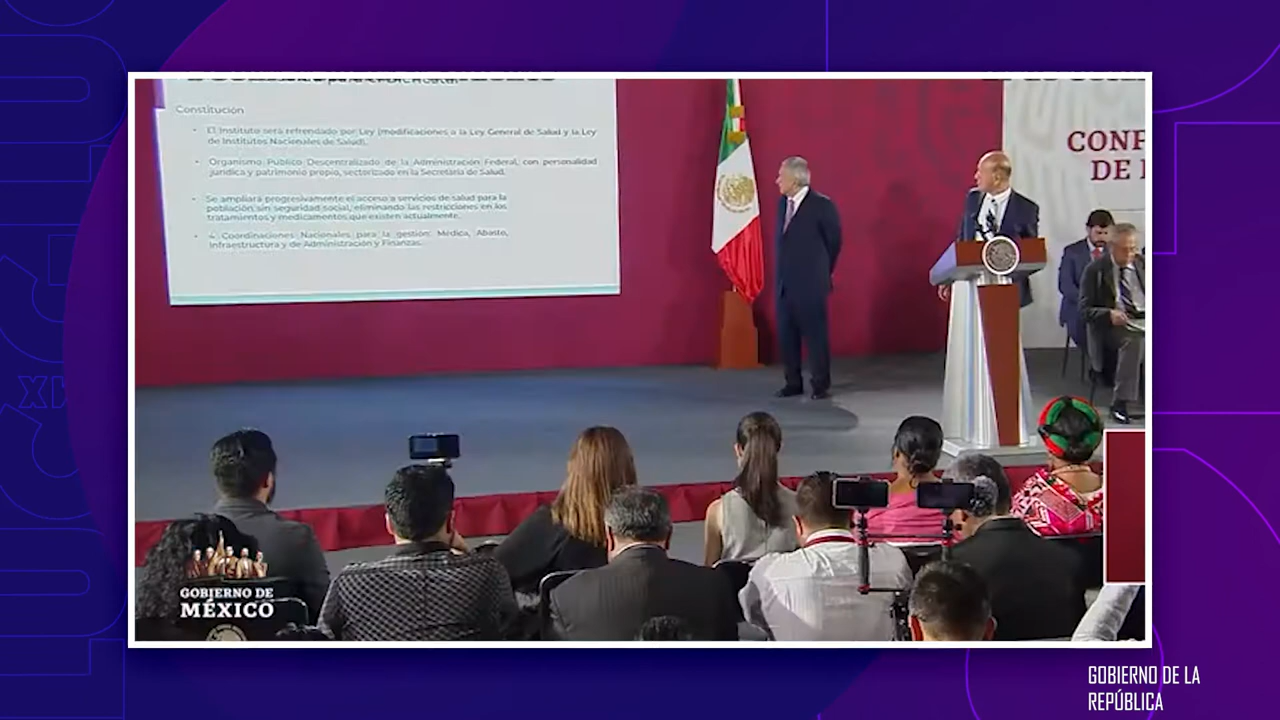 Constitución
• El Instituto será refrendado por Ley (modificaciones a la Ley General de Salud y la Ley
de Institutos Nacionales de Salud).
• Organismo Público Descentralizado de la Administración Federal, con personalidad
jurídica y patrimonio propio, sectorizado en la Secretaría de Salud.
• Se ampliará progresivamente el acceso a servicios de salud para la
población sin seguridad social, eliminando las restricciones en los
tratamientos y medicamentos que existen actualmente.
• 4 Coordinaciones Nacionales para la gestión: Médica, Abasto,
Infraestructura y de Administración y Finanzas.
CONF
DE
GOBIERNO DE
MÉXICO
GOBIERNO DE LA
REPÚBLICA